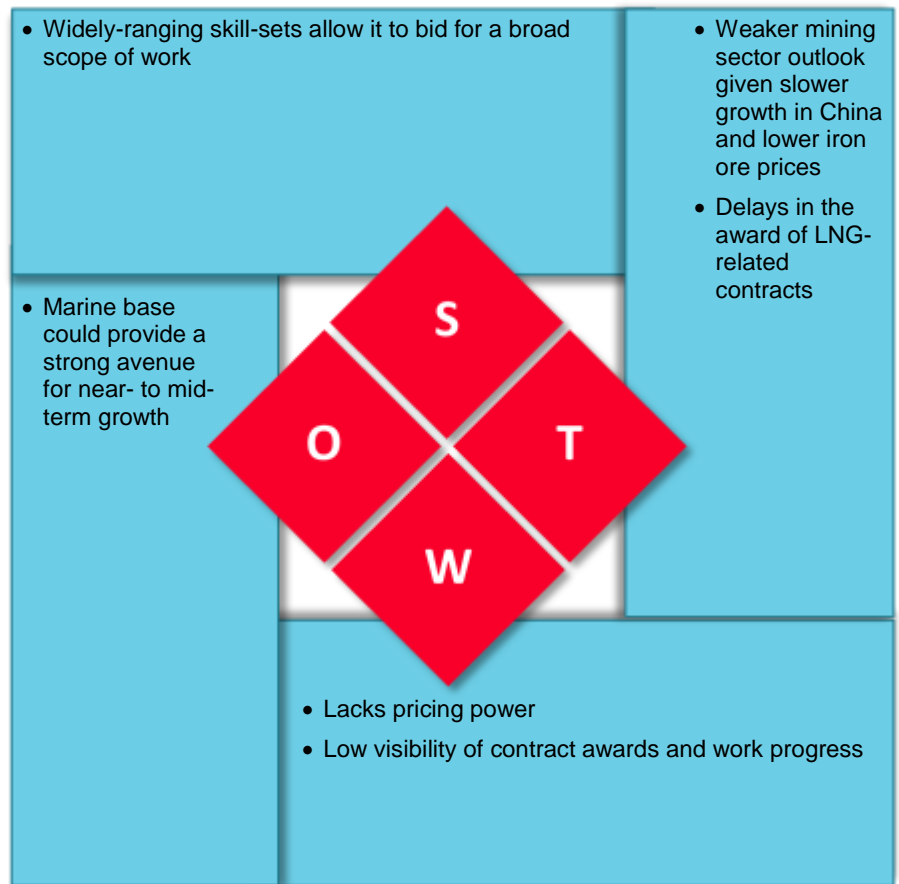 • Widely-ranging skill-sets allow it to bid for a broad
scope of work
• Weaker mining
sector outlook
given slower
growth in China
and lower iron
ore prices
• Delays in the
award of LNG-
related
contracts
• Marine base
could provide a
strong avenue
for near- to mid-
term growth
S
O
T
W
• Lacks pricing power
• Low visibility of contract awards and work progress